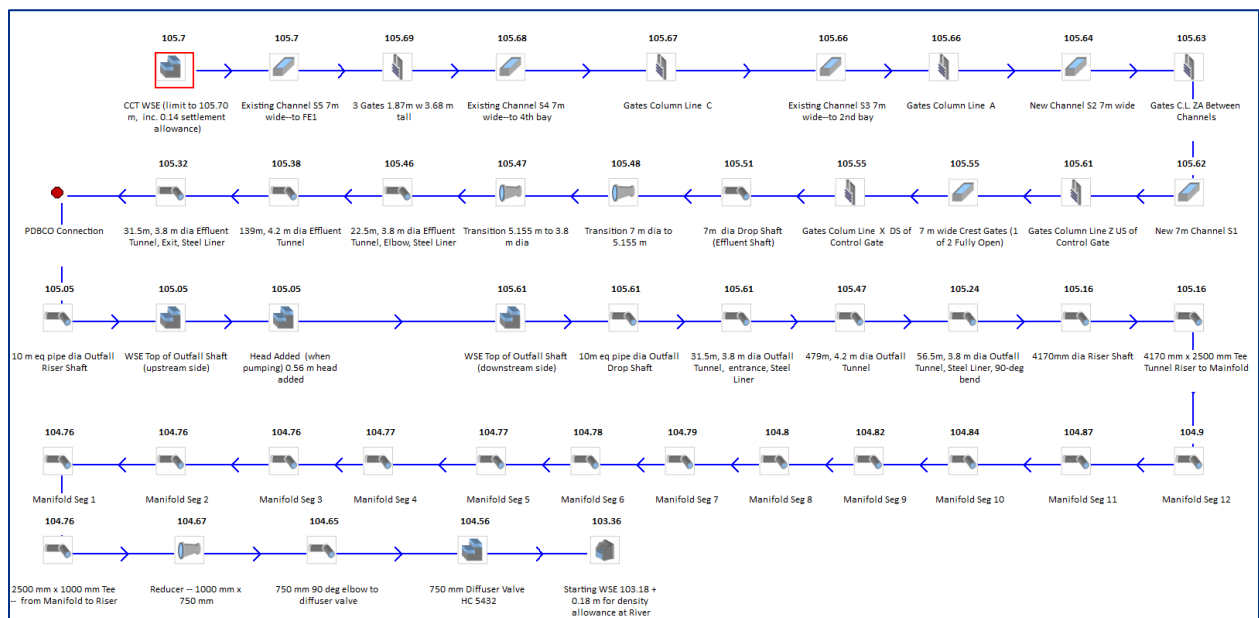 105.7 105.7 105.69 105.68 105.67 105.66 105.66 105.64 105.63
CCT WSE (limit to 105.70
m, inc. 0.14 settlement
allowance)
Existing Channel S5 7m
wide--to FE1
3 Gates 1.87m w 3.68 m
tall
Existing Channel S4 7m
wide--to 4th bay
Gates Column Line C
Existing Channel S3 7m
wide--to 2nd bay
Gates Column Line A
New Channel S2 7m wide
Gates C.L. ZA Between
Channels
105.32 105.38 105.46 105.47 105.48 105.51 105.55 105.55 105.61 105.62
PDBCO Connection
31.5m, 3.8 m dia Effluent
Tunnel, Exit, Steel Liner
139m, 4.2 m dia Effluent
Tunnel
22.5m, 3.8 m dia Effluent
Tunnel, Elbow, Steel Liner
Transition 5.155 m to 3.8
m dia
Transition 7 m dia to
5.155 m
7m dia Drop Shaft
(Effluent Shaft)
Gates Colum Line X DS of
Control Gate
7 m wide Crest Gates (1
of 2 Fully Open)
Gates Column Line Z US of
Control Gate
New 7m Channel S1
105.05 105.05 105.05 105.61 105.61 105.61 105.47 105.24 105.16 105.16
10 m eq pipe dia Outfall
Riser Shaft
WSE Top of Outfall Shaft
(upstream side)
Head Added (when
pumping) 0.56 m head
added
WSE Top of Outfall Shaft
(downstream side)
10m eq pipe dia Outfall
Drop Shaft
31.5m, 3.8 m dia Outfall
Tunnel, entrance, Steel
Liner
479m, 4.2 m dia Outfall
Tunnel
56.5m, 3.8 m dia Outfall
Tunnel, Steel Liner, 90-deg
bend
4170mm dia Riser Shaft
4170 mm x 2500 mm Tee
Tunnel Riser to Mainfold
104.76 104.76 104.76 104.77 104.77 104.78 104.79 104.8 104.82 104.84 104.87 104.9
Manifold Seg 1 Manifold Seg 2 Manifold Seg 3 Manifold Seg 4 Manifold Seg 5 Manifold Seg 6 Manifold Seg 7 Manifold Seg 8 Manifold Seg 9 Manifold Seg 10 Manifold Seg 11 Manifold Seg 12
104.76 104.67 104.65 104.56 103.36
2500 mm x 1000 mm Tee
-- from Manifold to Riser
Reducer -- 1000 mm x
750 mm
750 mm 90 deg elbow to
diffuser valve
750 mm Diffuser Valve
HC 5432
Starting WSE 103.18 +
0.18 m for density
allowance at River